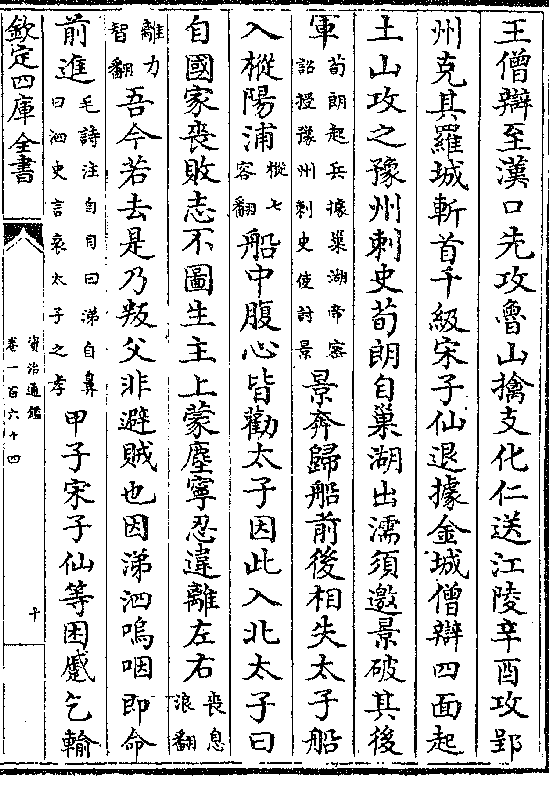 王僧辯至漢口先攻魯山擒支化仁送江陵辛酉攻郢
州克其羅城斬首千級宋子仙退據金城僧辯四面起
土山攻之豫州刺史荀朗自巢湖出濡須邀景破其後
軍荀朗起兵據巢湖帝密詔授豫州刺史使討景景奔歸船前後相失太子船
入樅陽浦樅七容翻船中腹心皆勸太子因此入北太子曰
自國家喪敗志不圖生主上蒙塵寧忍違離左右喪息浪翻
離力智翻吾今若去是乃叛父非避賊也因涕泗嗚咽即命
前進毛詩注自目曰涕自鼻曰泗史言哀太子之孝甲子宋子仙等困蹙乞輸
欽定四庫全書
資治通鑑
卷一百六十四
十